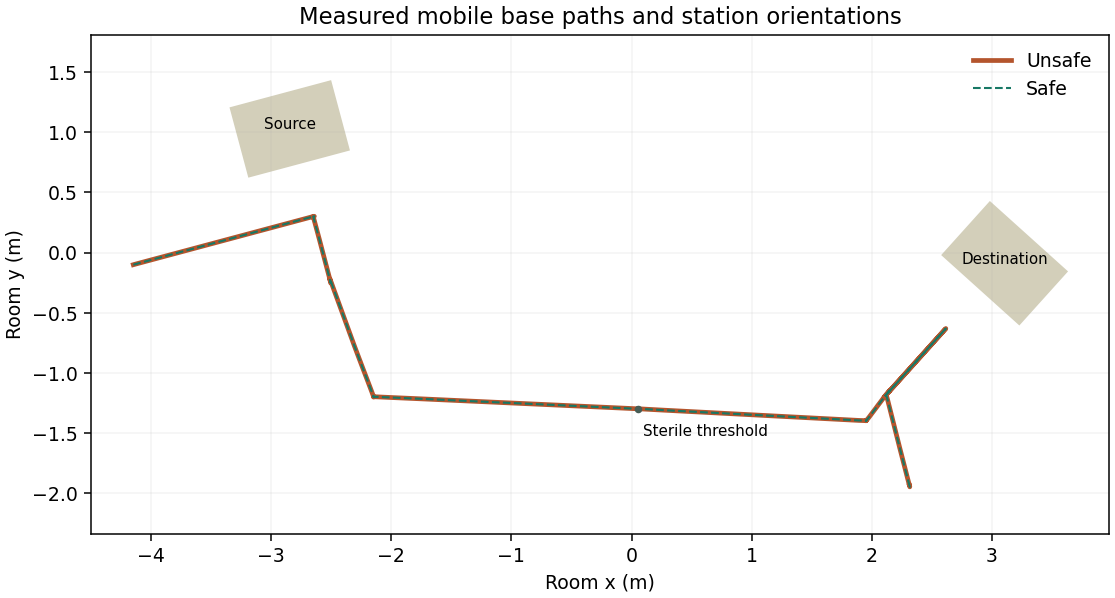 Measured mobile base paths and station orientations
Unsafe
Safe
Source
Destination
Sterile threshold
1.5
1.0
0.5
0.0
−0.5
−1.0
−1.5
−2.0
Room y (m)
−4
−3
−2
−1
0
1
2
3
Room x (m)